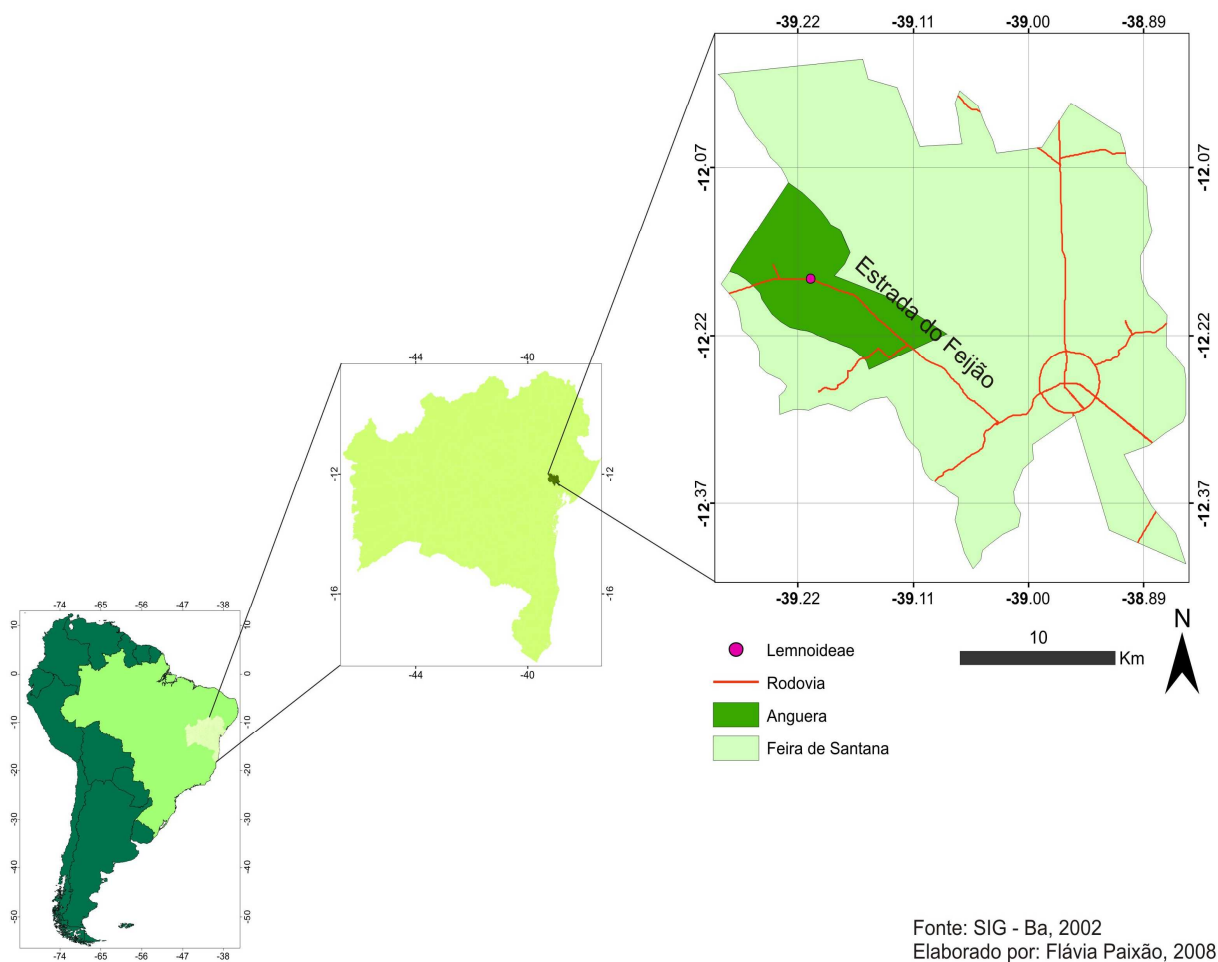 -39.22 -39.11 -39.00 -38.89
-12.07 -12.07
Estrada do Feijão
-12.22 -12.22
-12.37 -12.37
-39.22 -39.11 -39.00 -38.89
-44 -40
-12 -12
-16 -16
-44 -40
-74 -65 -56 -47 -38
10 10
0 0
-10 -10
-20 -20
-30 -30
-40 -40
-50 -50
-74 -65 -56 -47 -38
Lemnoideae
Rodovia
Anguera
Feira de Santana
10
Km
N
Fonte: SIG - Ba, 2002
Elaborado por: Flávia Paixão, 2008